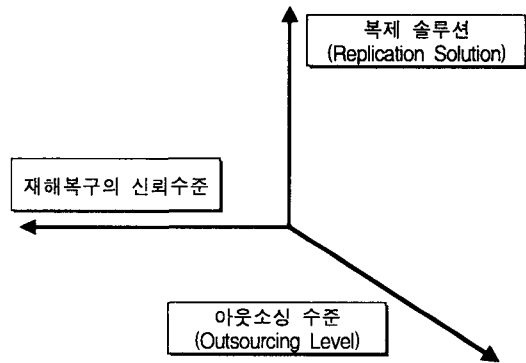 복제 솔루션
(Replication Solution)
재해복구의 신뢰수준
아웃소싱 수준
(Outsourcing Level)